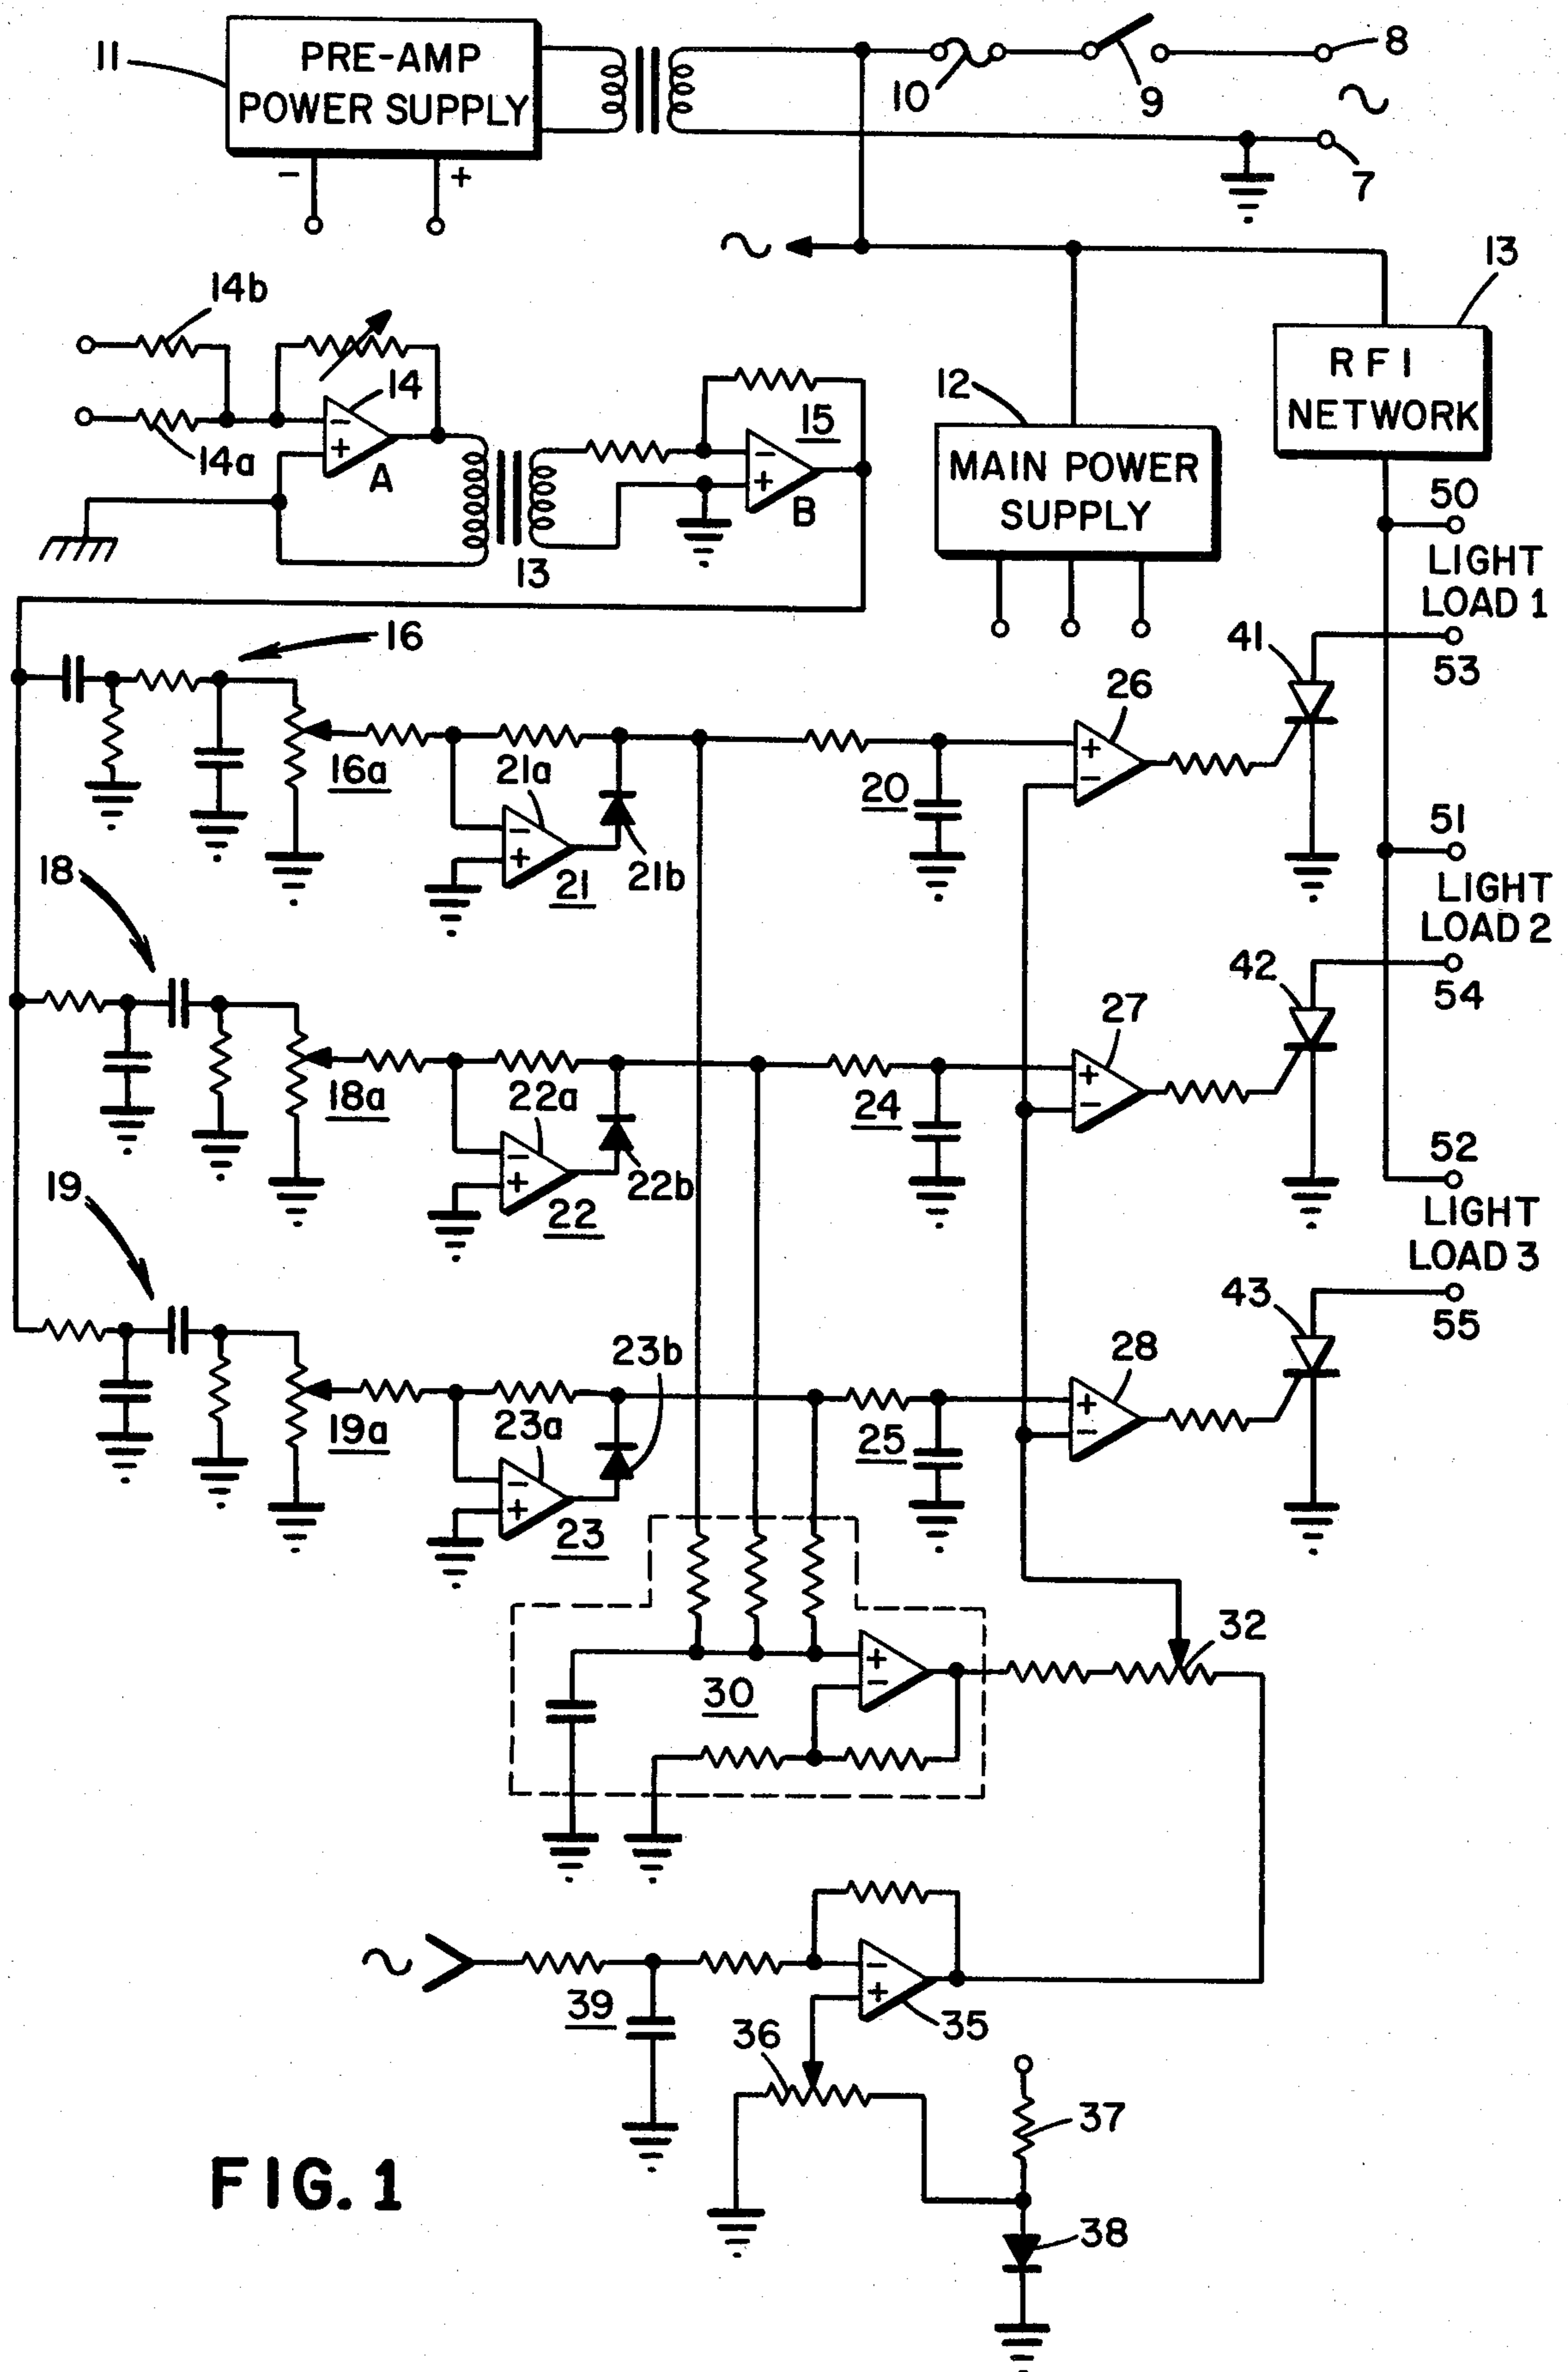 11
PRE-AMP
POWER SUPPLY
-
+
10
9
8
7
14b
14
14a
-
+
A
13
15
-
+
B
12
MAIN POWER
SUPPLY
13
RFI
NETWORK
50
LIGHT
LOAD 1
53
16
16a
21a
-
+
21
21b
20
26
+
-
41
51
LIGHT
LOAD 2
54
18
18a
22a
-
+
22
22b
24
27
+
-
42
52
LIGHT
LOAD 3
55
19
19a
23a
-
+
23
23b
25
28
+
-
43
30
+
-
32
39
-
+
35
36
37
38
FIG. 1